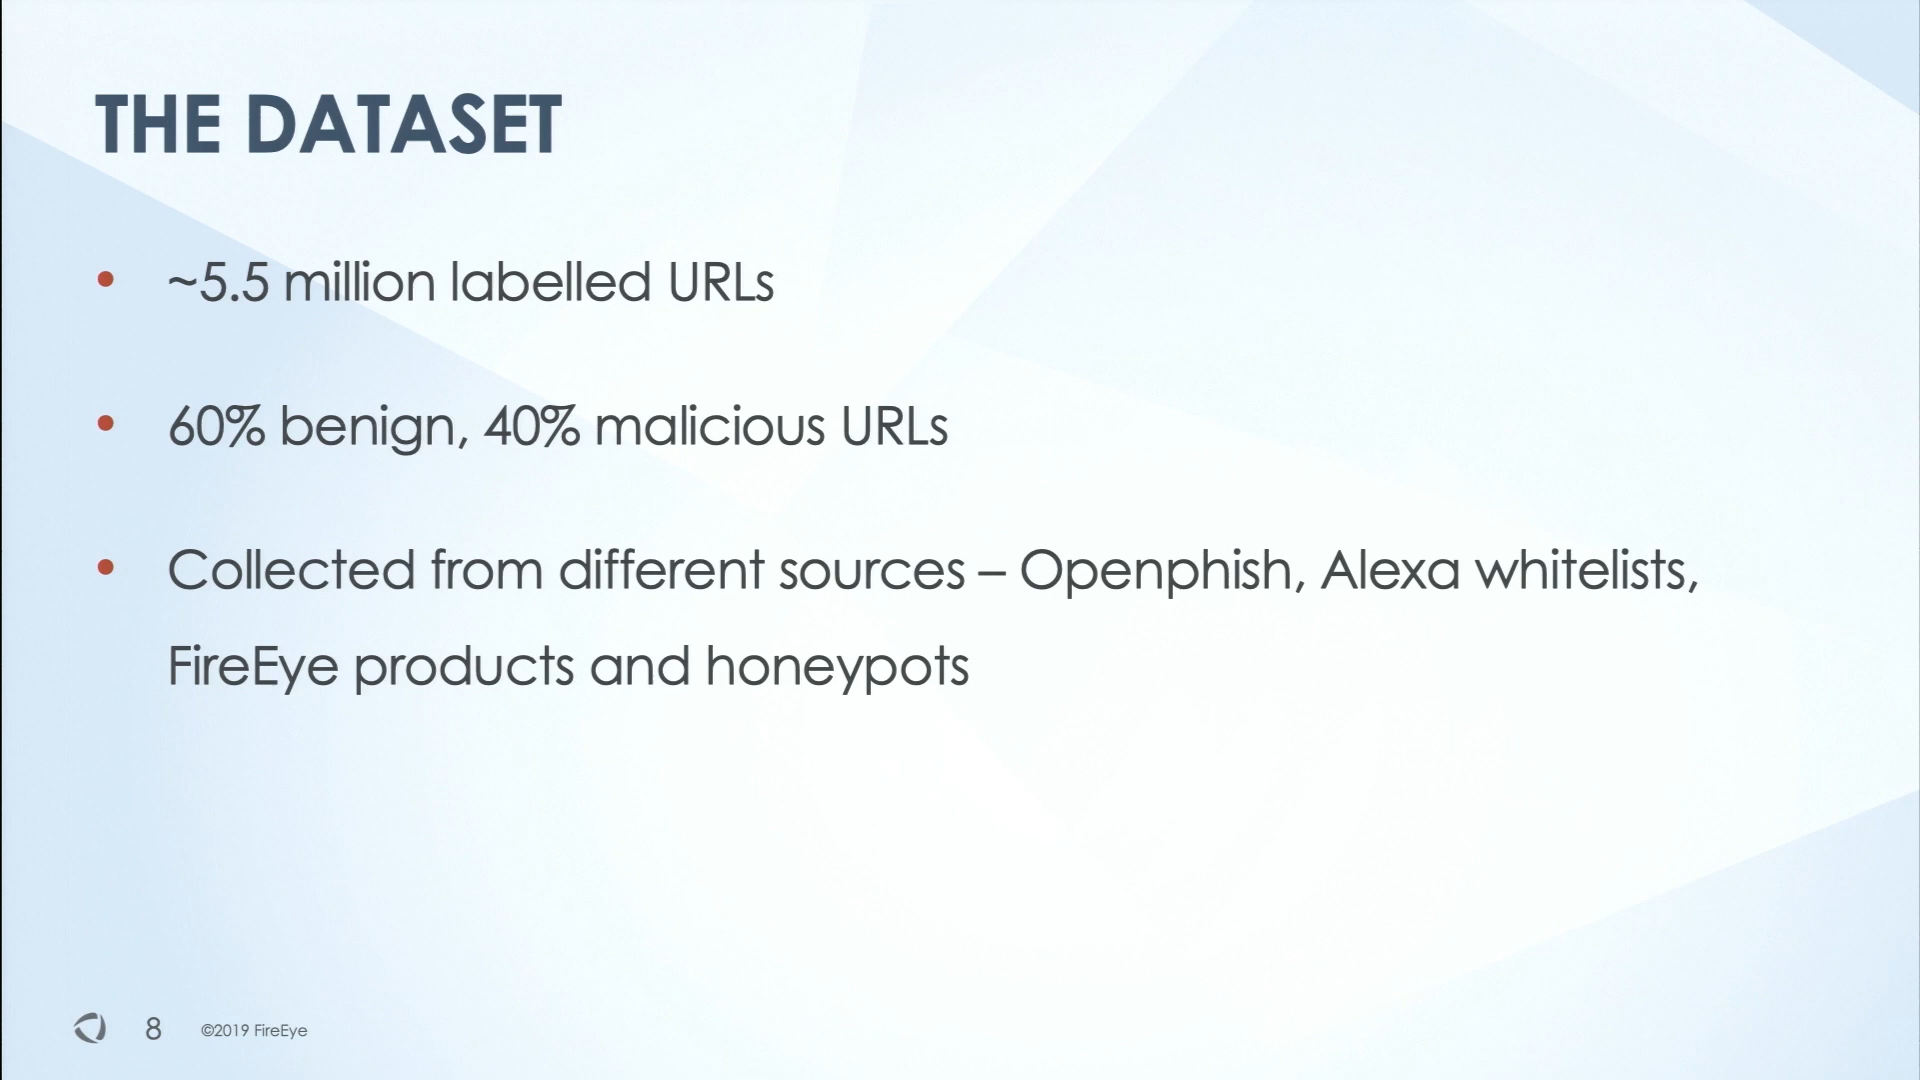 THE DATASET
• ~5.5 million labelled URLs
• 60% benign, 40% malicious URLs
• Collected from different sources – Openphish, Alexa whitelists,
FireEye products and honeypots
8 ©2019 FireEye